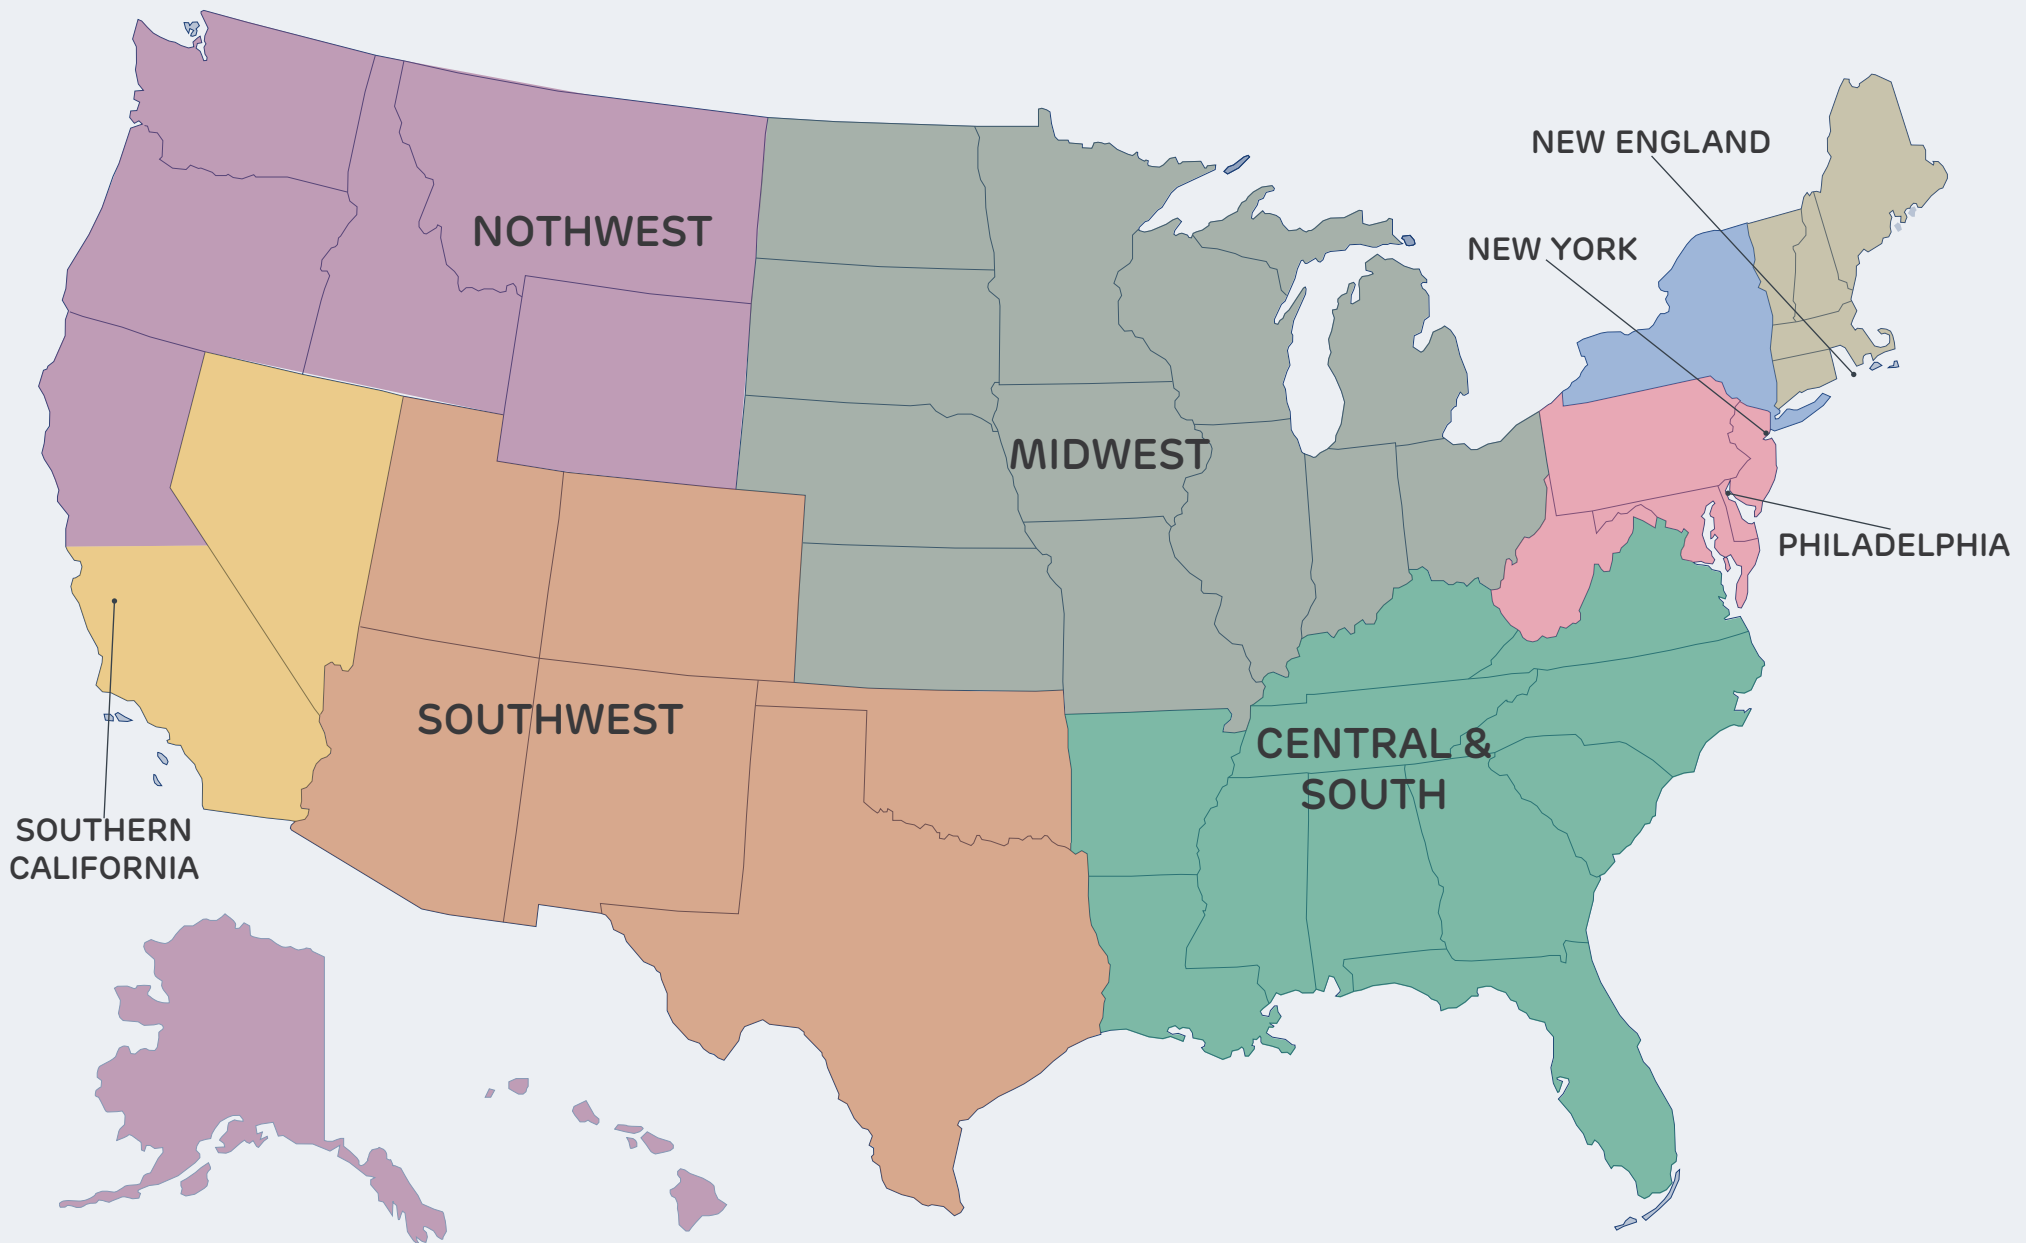 NEW ENGLAND
NOTHWEST
NEW YORK
MIDWEST
PHILADELPHIA
SOUTHWEST
CENTRAL &
SOUTH
SOUTHERN
CALIFORNIA